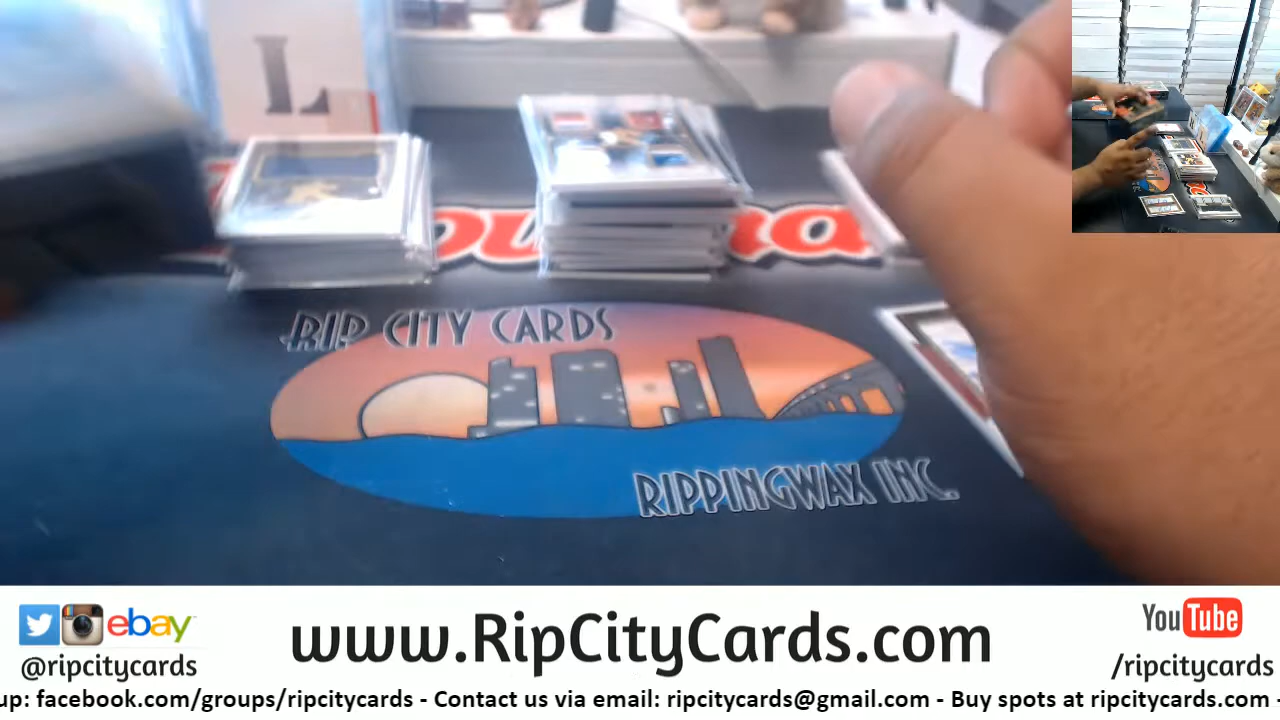 L
RIP CITY CARDS
RIPPINGWAX INC.
ebay
www.RipCityCards.com
YouTube
@ripcitycards
/ripcitycards
up: facebook.com/groups/ripcitycards - Contact us via email: ripcitycards@gmail.com - Buy spots at ripcitycards.com -